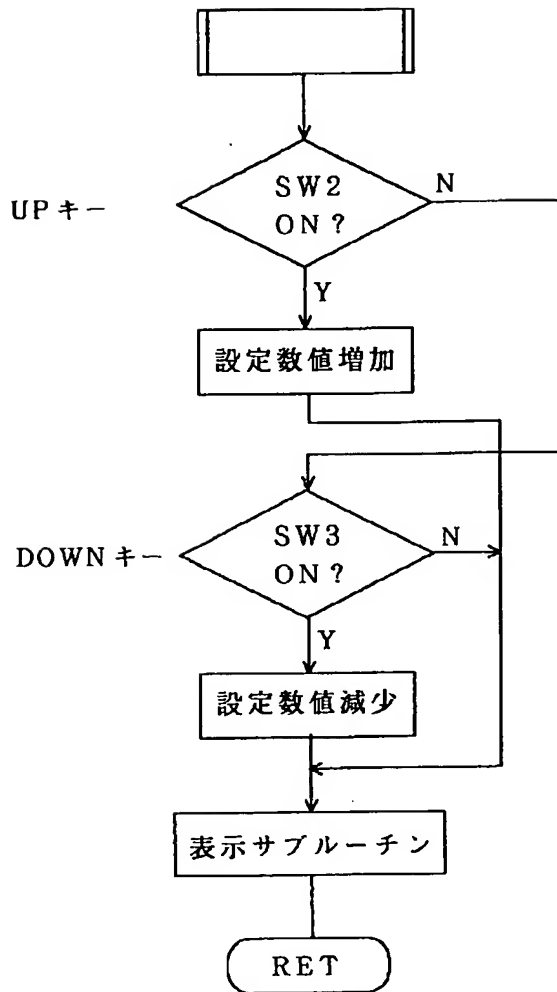 SW2
ON?
N
UPキー
Y
設定数値増加
SW3
ON?
N
DOWNキー
Y
設定数値減少
表示サブルーチン
RET